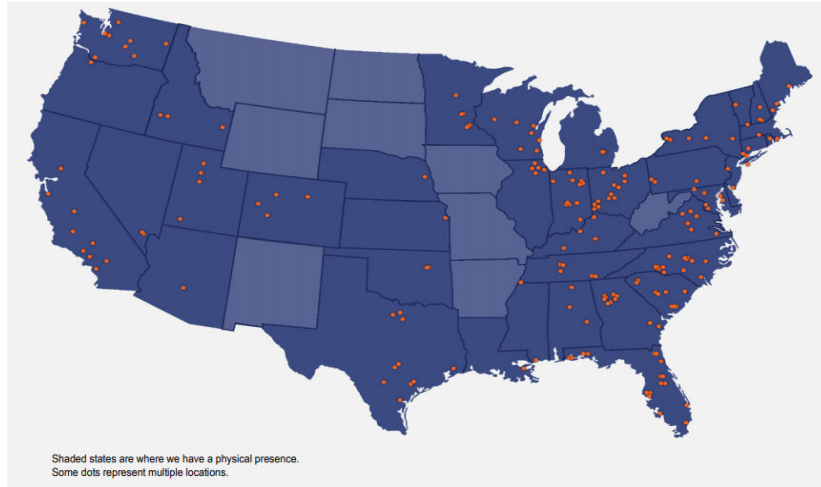 Shaded states are where we have a physical presence.
Some dots represent multiple locations.